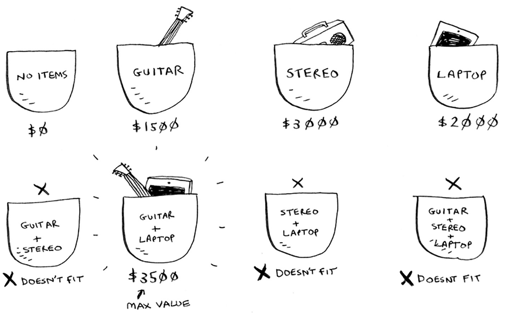 NO ITEMS
GUITAR
STEREO
LAPTOP
$0
$1500
$3000
$2000
X
GUITAR
+
STEREO
X DOESN'T FIT
GUITAR
+
LAPTOP
$3500
MAX VALUE
X
STEREO
+
LAPTOP
X DOESN'T FIT
X
GUITAR
+
STEREO
+
LAPTOP
X DOESNT FIT